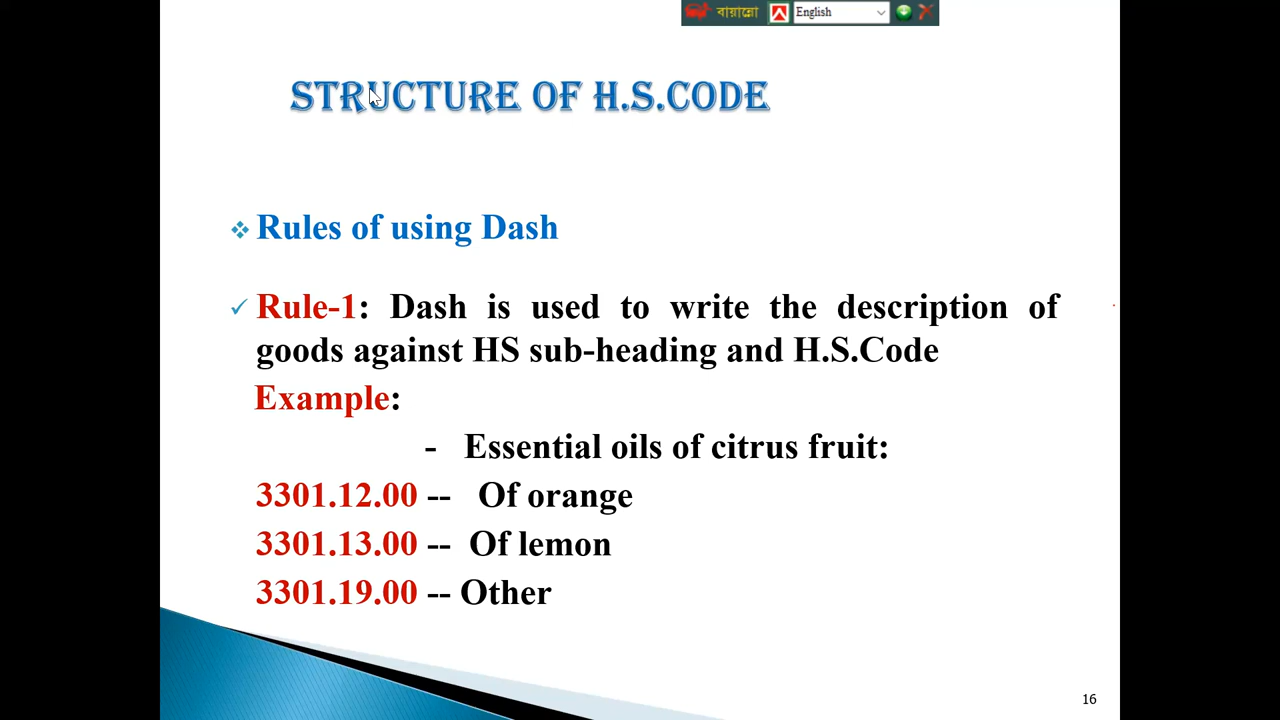 বায়ান্নো English
STRUCTURE OF H.S.CODE
Rules of using Dash
Rule-1: Dash is used to write the description of
goods against HS sub-heading and H.S.Code
Example:
- Essential oils of citrus fruit:
3301.12.00 -- Of orange
3301.13.00 -- Of lemon
3301.19.00 -- Other
16